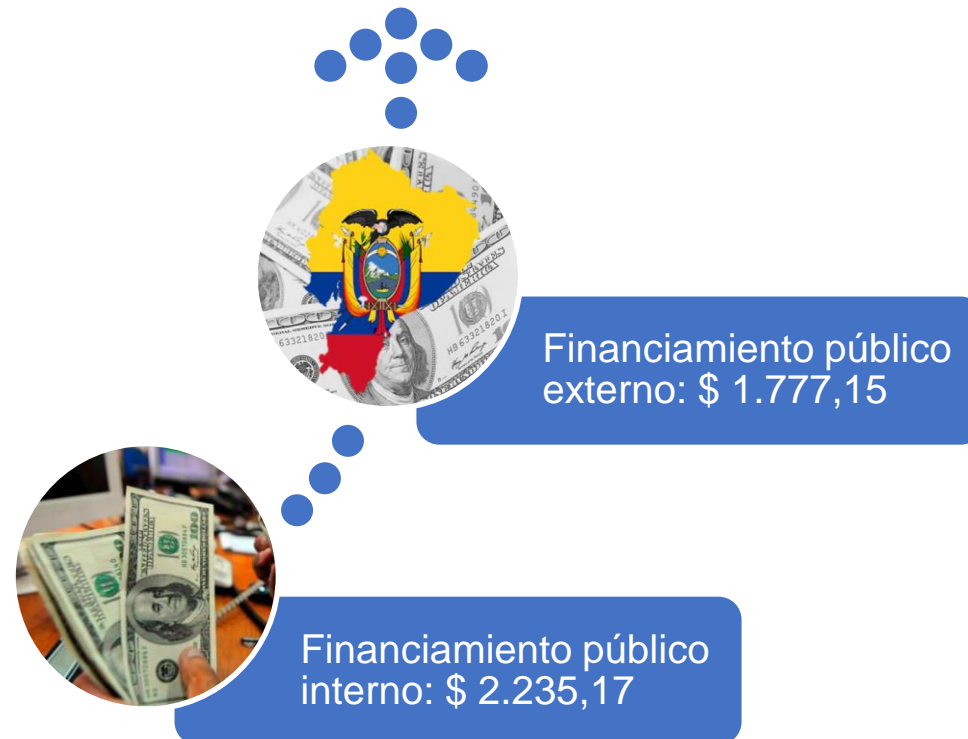 Financiamiento público
externo: $ 1.777,15
Financiamiento público
interno: $ 2.235,17